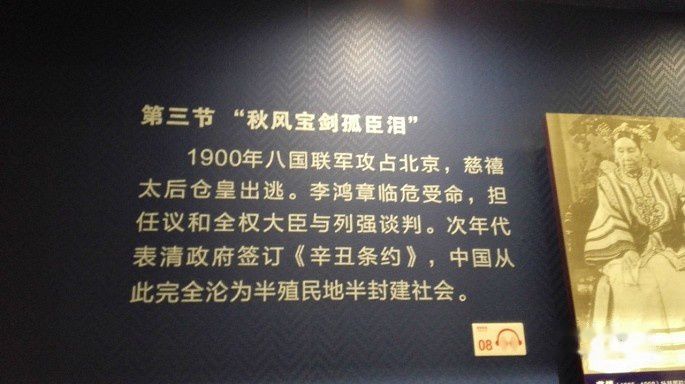 第三节 “秋风宝剑孤臣泪”
1900年八国联军攻占北京，慈禧
太后仓皇出逃。李鸿章临危受命，担
任议和全权大臣与列强谈判。次年代
表清政府签订《辛丑条约》，中国从
此完全沦为半殖民地半封建社会。
08